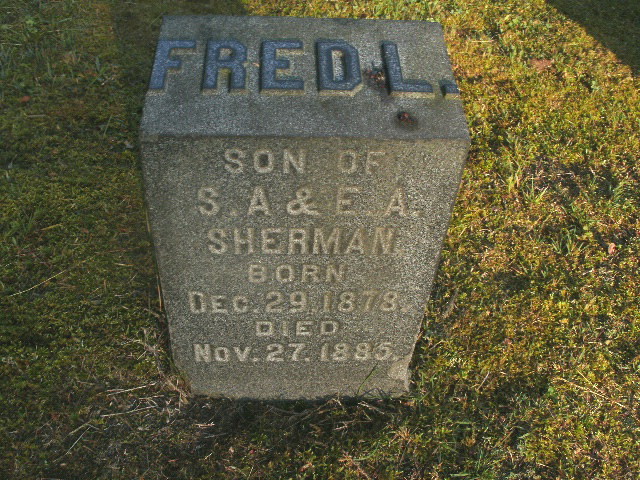 FRED L.
SON OF
S. A & E. A.
SHERMAN.
BORN
DEC. 29. 1878.
DIED
NOV. 27. 1885.